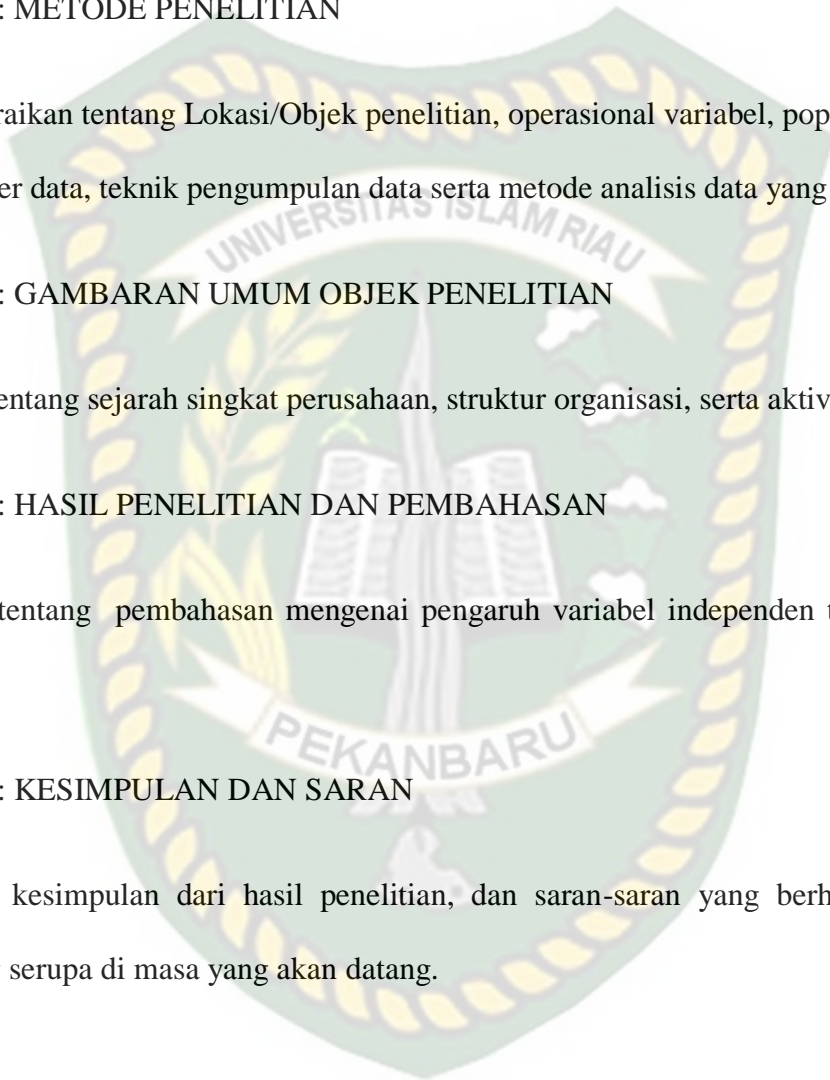 : METODE PENELITIAN
raikan tentang Lokasi/Objek penelitian, operasional variabel, pop
er data, teknik pengumpulan data serta metode analisis data yang
UNIVERSITAS ISLAM RIAU
: GAMBARAN UMUM OBJEK PENELITIAN
entang sejarah singkat perusahaan, struktur organisasi, serta aktiv
: HASIL PENELITIAN DAN PEMBAHASAN
tentang pembahasan mengenai pengaruh variabel independen t
PEKANBARU
: KESIMPULAN DAN SARAN
kesimpulan dari hasil penelitian, dan saran-saran yang berh
serupa di masa yang akan datang.